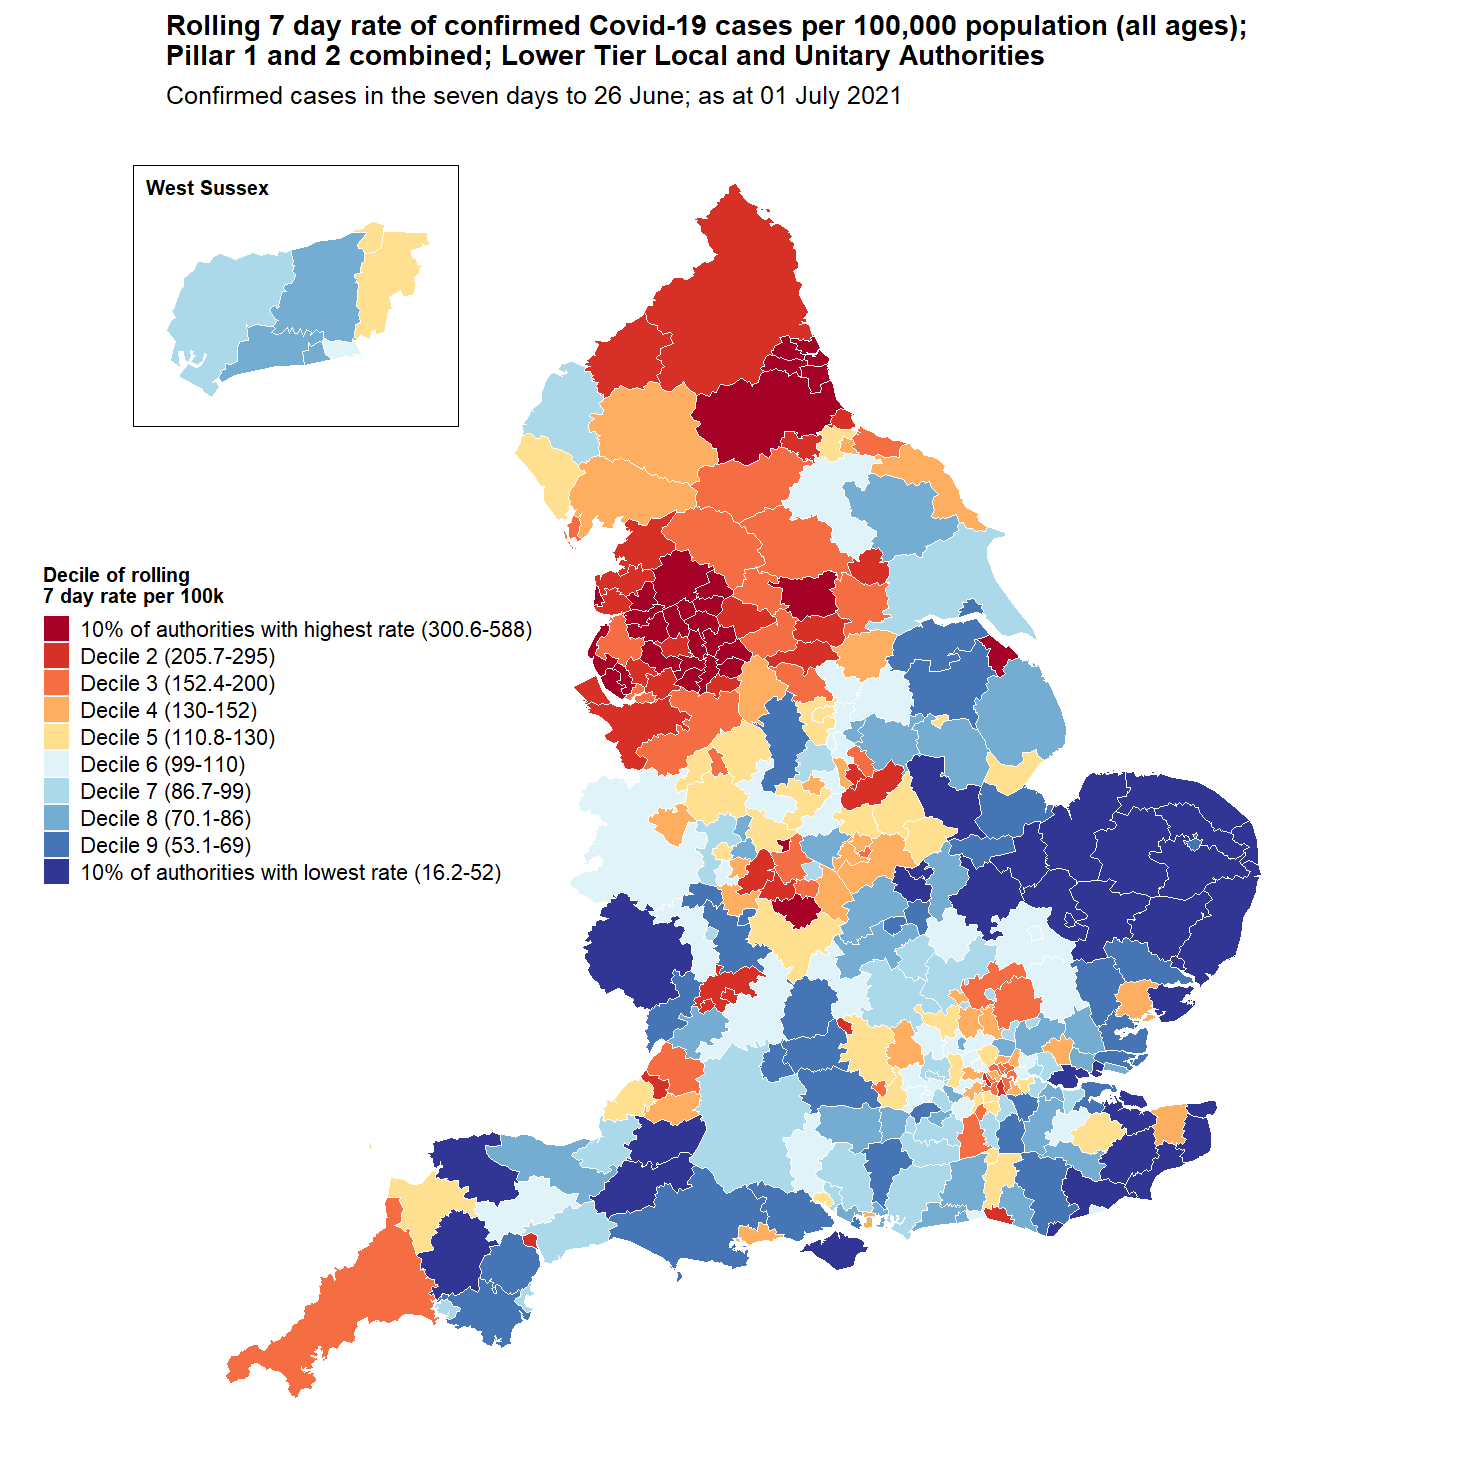 Rolling 7 day rate of confirmed Covid-19 cases per 100,000 population (all ages);
Pillar 1 and 2 combined; Lower Tier Local and Unitary Authorities
Confirmed cases in the seven days to 26 June; as at 01 July 2021
West Sussex
Decile of rolling
7 day rate per 100k
10% of authorities with highest rate (300.6-588)
Decile 2 (205.7-295)
Decile 3 (152.4-200)
Decile 4 (130-152)
Decile 5 (110.8-130)
Decile 6 (99-110)
Decile 7 (86.7-99)
Decile 8 (70.1-86)
Decile 9 (53.1-69)
10% of authorities with lowest rate (16.2-52)